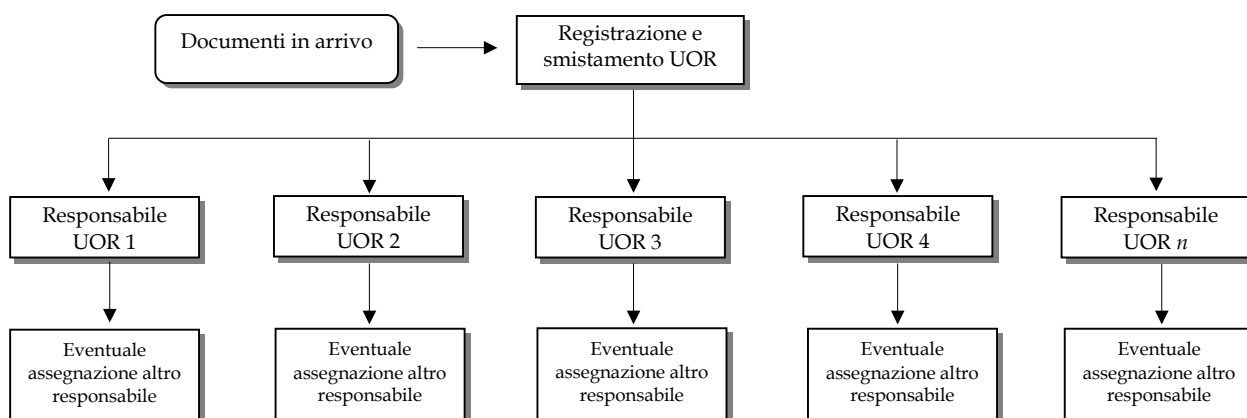 Documenti in arrivo
Registrazione e
smistamento UOR
Responsabile
UOR 1
Responsabile
UOR 2
Responsabile
UOR 3
Responsabile
UOR 4
Responsabile
UOR n
Eventuale
assegnazione altro
responsabile
Eventuale
assegnazione altro
responsabile
Eventuale
assegnazione altro
responsabile
Eventuale
assegnazione altro
responsabile
Eventuale
assegnazione altro
responsabile